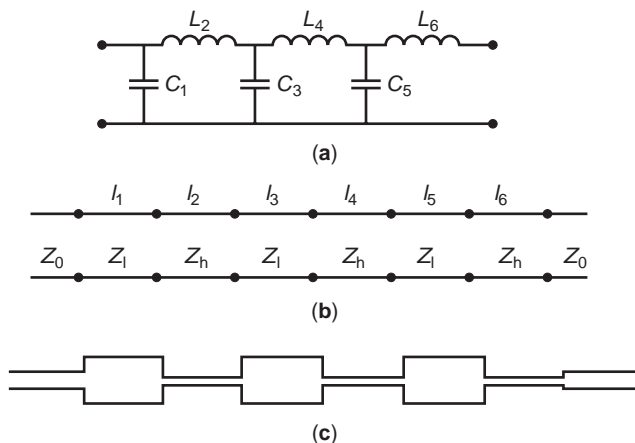 L2 L4 L6
C1 C3 C5
(a)
l1 l2 l3 l4 l5 l6
Z0 Zl Zh Zl Zh Zl Zh Z0
(b)
(c)